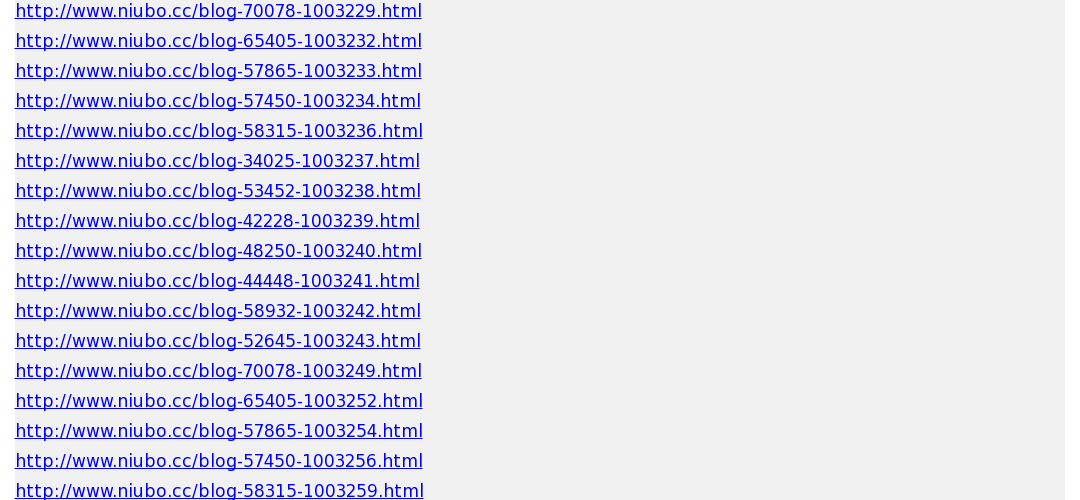 http://www.niubo.cc/blog-70078-1003229.html
http://www.niubo.cc/blog-65405-1003232.html
http://www.niubo.cc/blog-57865-1003233.html
http://www.niubo.cc/blog-57450-1003234.html
http://www.niubo.cc/blog-58315-1003236.html
http://www.niubo.cc/blog-34025-1003237.html
http://www.niubo.cc/blog-53452-1003238.html
http://www.niubo.cc/blog-42228-1003239.html
http://www.niubo.cc/blog-48250-1003240.html
http://www.niubo.cc/blog-44448-1003241.html
http://www.niubo.cc/blog-58932-1003242.html
http://www.niubo.cc/blog-52645-1003243.html
http://www.niubo.cc/blog-70078-1003249.html
http://www.niubo.cc/blog-65405-1003252.html
http://www.niubo.cc/blog-57865-1003254.html
http://www.niubo.cc/blog-57450-1003256.html
http://www.niubo.cc/blog-58315-1003259.html